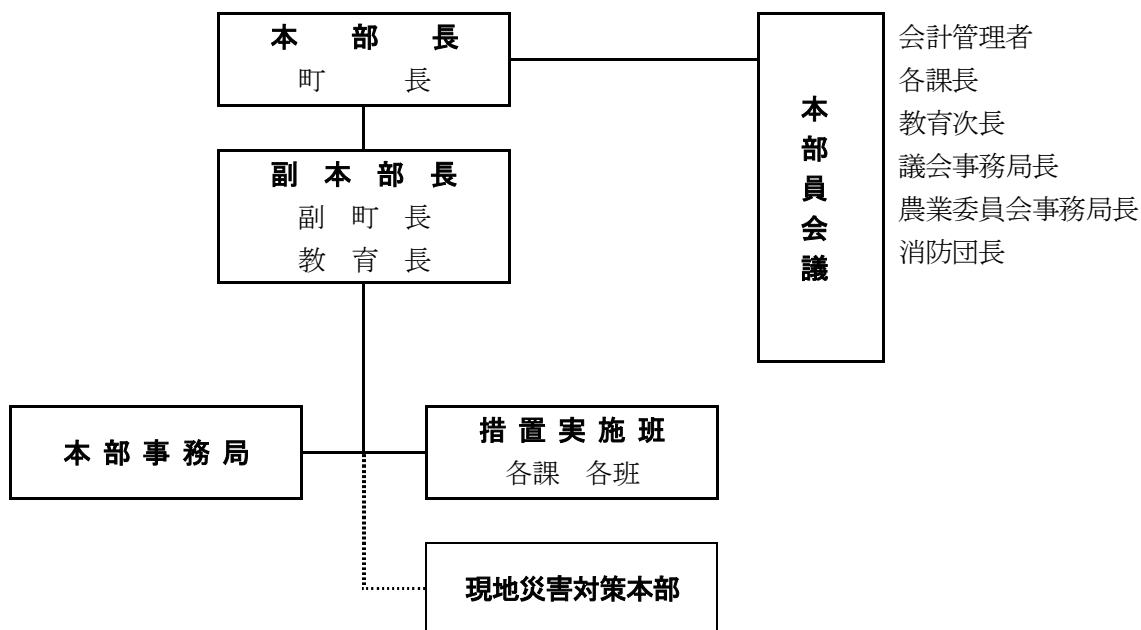 本部長
町長
副本部長
副町長
教育長
本部員会議
会計管理者
各課長
教育次長
議会事務局長
農業委員会事務局長
消防団長
本部事務局
措置実施班
各課　各班
現地災害対策本部